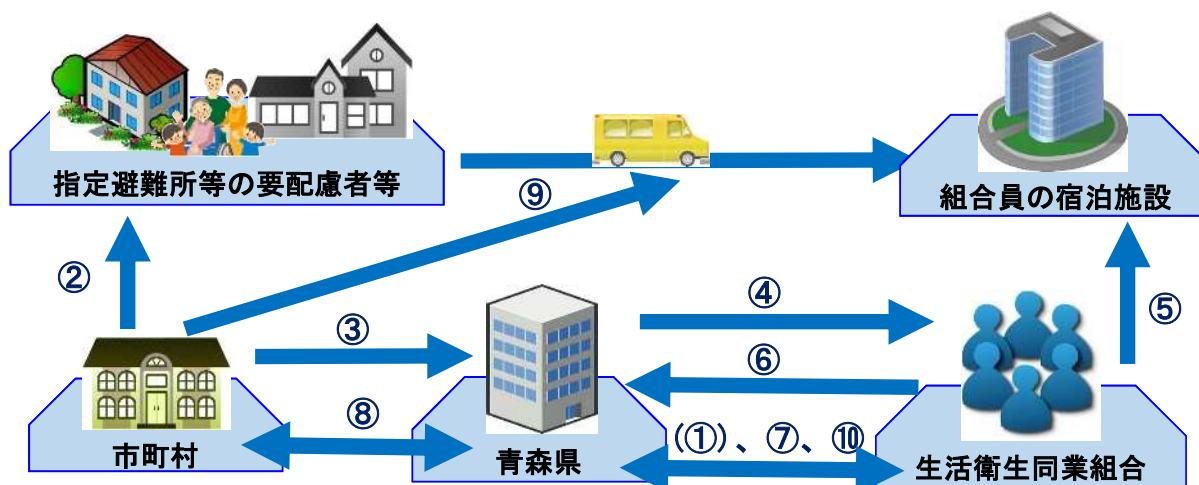 指定避難所等の要配慮者等
組合員の宿泊施設
⑨
②
③
④
⑤
⑥
⑧
(①)、⑦、⑩
市町村
青森県
生活衛生同業組合